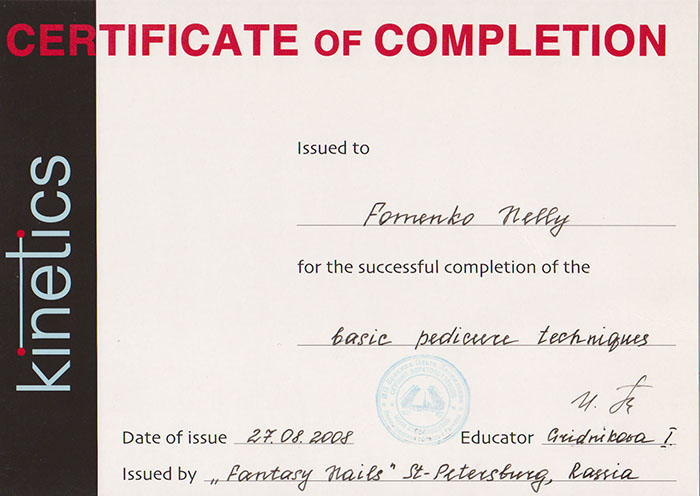 CERTIFICATE OF COMPLETION
kinetics
Issued to
Fomenko Nelly
for the successful completion of the
basic pedicure techniques
Date of issue 27.08.2008
Educator Gridnikova I.
Issued by „Fantasy Nails" St-Petersburg, Russia